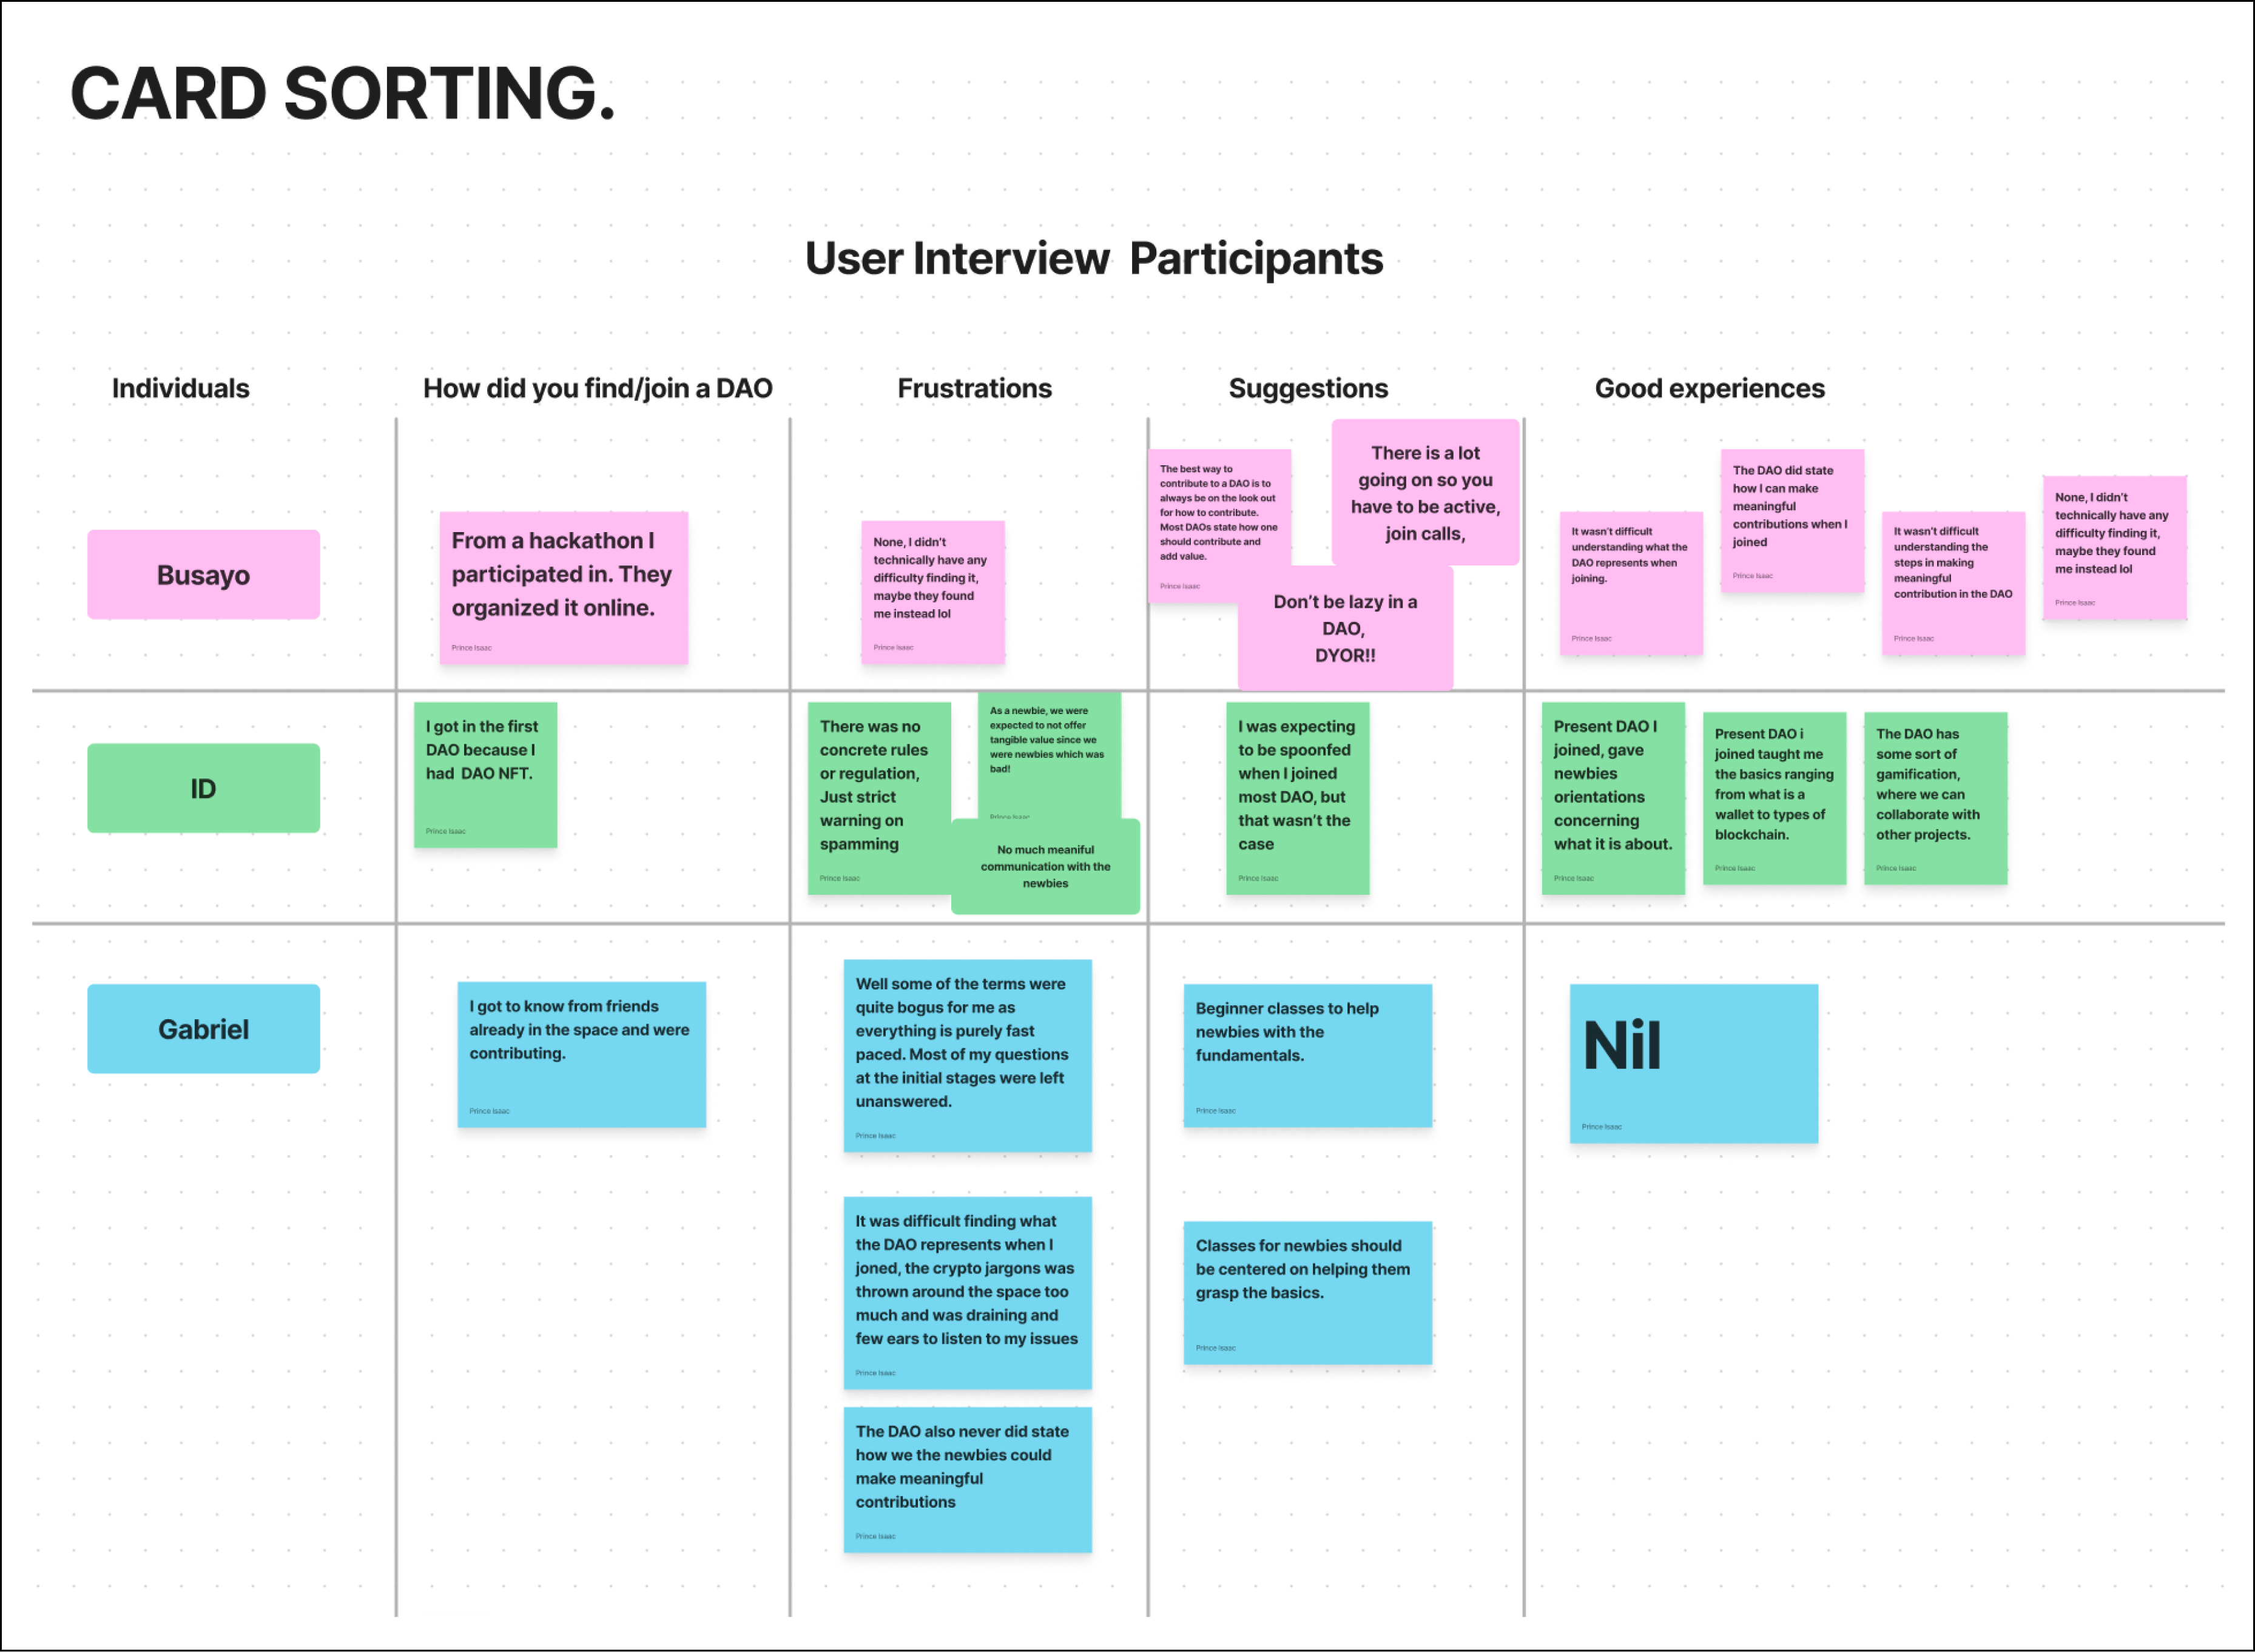 CARD SORTING.
User Interview Participants
Individuals
How did you find/join a DAO
Frustrations
Suggestions
Good experiences
Busayo
From a hackathon I
participated in. They
organized it online.
Prince Isaac
None, I didn't
technically have any
difficulty finding it,
maybe they found
me instead lol
Prince Isaac
The best way to
contribute to a DAO is to
always be on the look out
for how to contribute.
Most DAOs state how one
should contribute and
add value.
Prince Isaac
There is a lot
going on so you
have to be active,
join calls,
Don't be lazy in a
DAO,
DYOR!!
It wasn't difficult
understanding what the
DAO represents when
joining.
Prince Isaac
The DAO did state
how I can make
meaningful
contributions when I
joined
Prince Isaac
It wasn't difficult
understanding the
steps in making
meaningful
contribution in the DAO
Prince Isaac
None, I didn't
technically have any
difficulty finding it,
maybe they found
me instead lol
Prince Isaac
ID
I got in the first
DAO because I
had DAO NFT.
Prince Isaac
There was no
concrete rules
or regulation,
Just strict
warning on
spamming
Prince Isaac
As a newbie, we were
expected to not offer
tangible value since we
were newbies which was
bad!
Prince Isaac
No much meaniful
communication with the
newbies
I was expecting
to be spoonfed
when I joined
most DAO, but
that wasn't the
case
Prince Isaac
Present DAO I
joined, gave
newbies
orientations
concerning
what it is about.
Prince Isaac
Present DAO i
joined taught me
the basics ranging
from what is a
wallet to types of
blockchain.
Prince Isaac
The DAO has
some sort of
gamification,
where we can
collaborate with
other projects.
Prince Isaac
Gabriel
I got to know from friends
already in the space and were
contributing.
Prince Isaac
Well some of the terms were
quite bogus for me as
everything is purely fast
paced. Most of my questions
at the initial stages were left
unanswered.
Prince Isaac
Beginner classes to help
newbies with the
fundamentals.
Prince Isaac
Nil
Prince Isaac
It was difficult finding what
the DAO represents when I
joned, the crypto jargons was
thrown around the space too
much and was draining and
few ears to listen to my issues
Prince Isaac
Classes for newbies should
be centered on helping them
grasp the basics.
Prince Isaac
The DAO also never did state
how we the newbies could
make meaningful
contributions
Prince Isaac